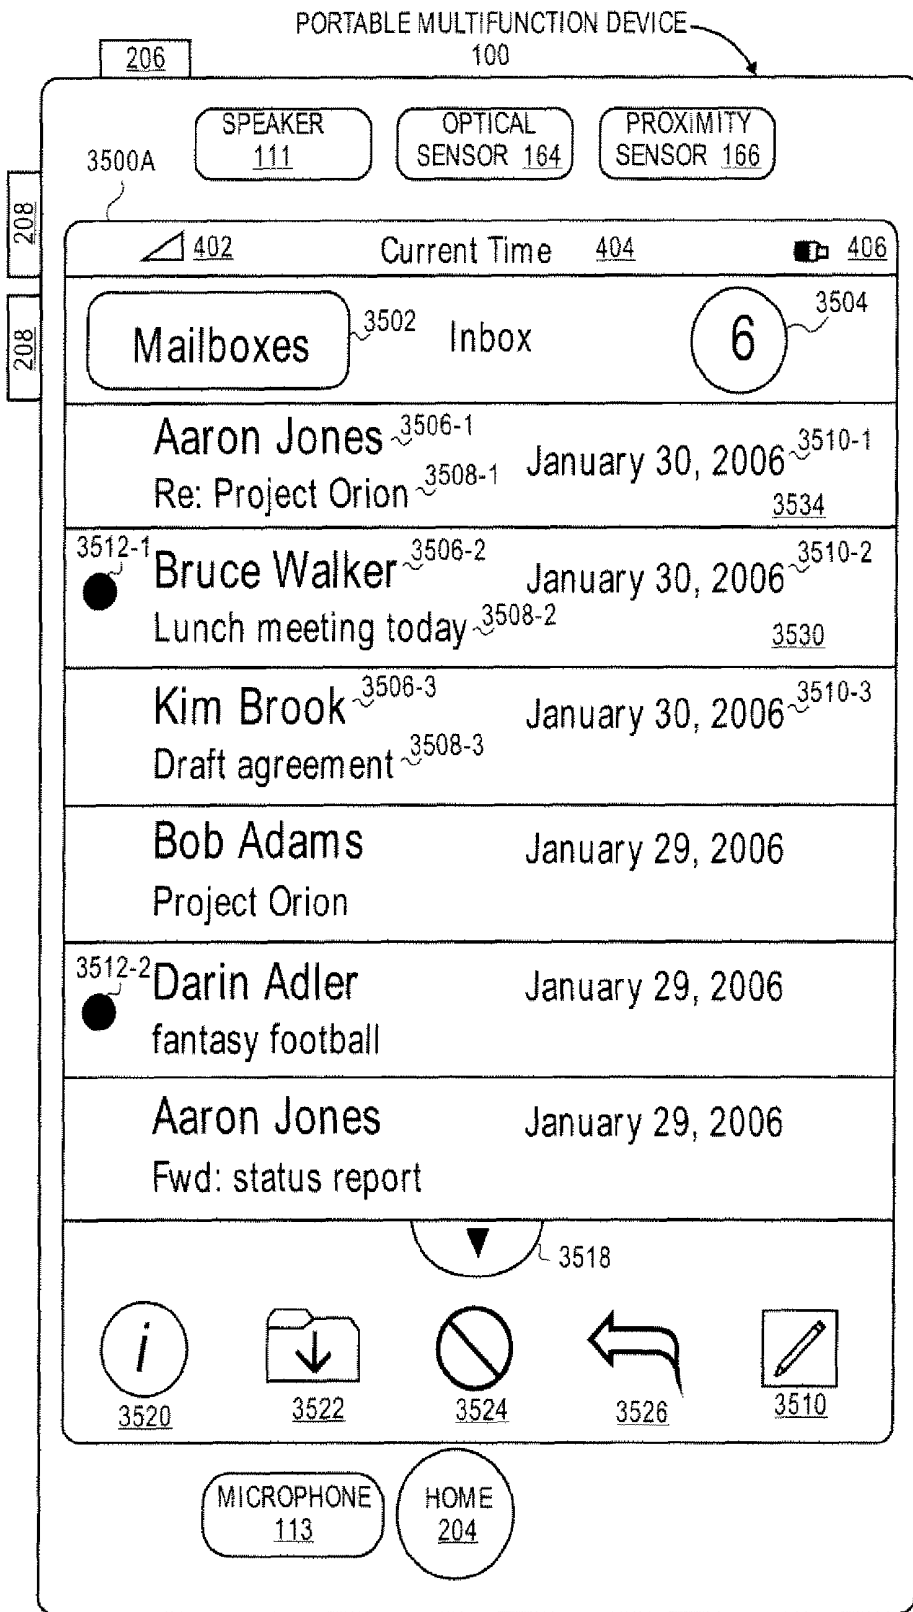 PORTABLE MULTIFUNCTION DEVICE
100
206
SPEAKER
111
OPTICAL
SENSOR 164
PROXIMITY
SENSOR 166
3500A
208
208
402
Current Time 404
406
Mailboxes
3502
Inbox
6
3504
Aaron Jones 3506-1
January 30, 2006 3510-1
Re: Project Orion 3508-1
3534
3512-1
Bruce Walker 3506-2
January 30, 2006 3510-2
Lunch meeting today 3508-2
3530
Kim Brook 3506-3
January 30, 2006 3510-3
Draft agreement 3508-3
Bob Adams
January 29, 2006
Project Orion
3512-2
Darin Adler
January 29, 2006
fantasy football
Aaron Jones
January 29, 2006
Fwd: status report
3518
i
3520
3522
3524
3526
3510
MICROPHONE
113
HOME
204